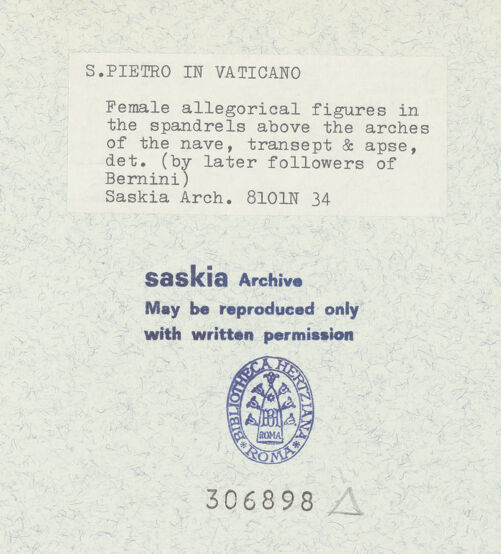 S.PIETRO IN VATICANO
Female allegorical figures in
the spandrels above the arches
of the nave, transept & apse,
det. (by later followers of
Bernini)
Saskia Arch. 8101N 34
saskia Archive
May be reproduced only
with written permission
BIBLIOTHECA HERTZIANA
BH
ROMA
*ROMA*
306898